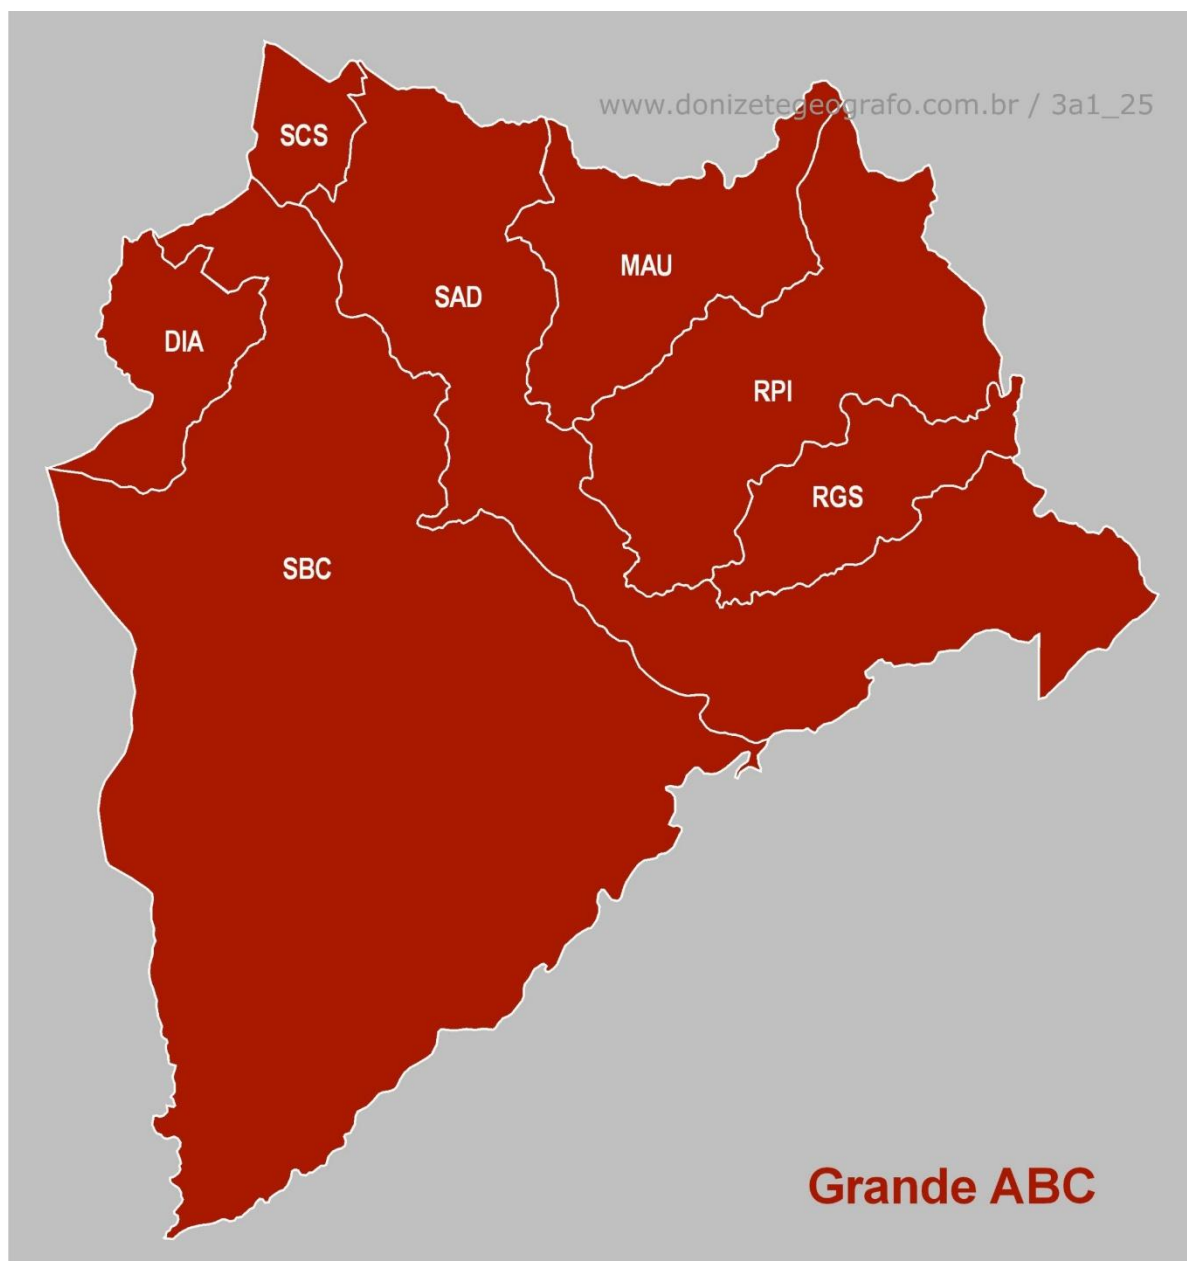 www.donizetegeografo.com.br / 3a1_25
SCS
MAU
SAD
DIA
RPI
RGS
SBC
Grande ABC